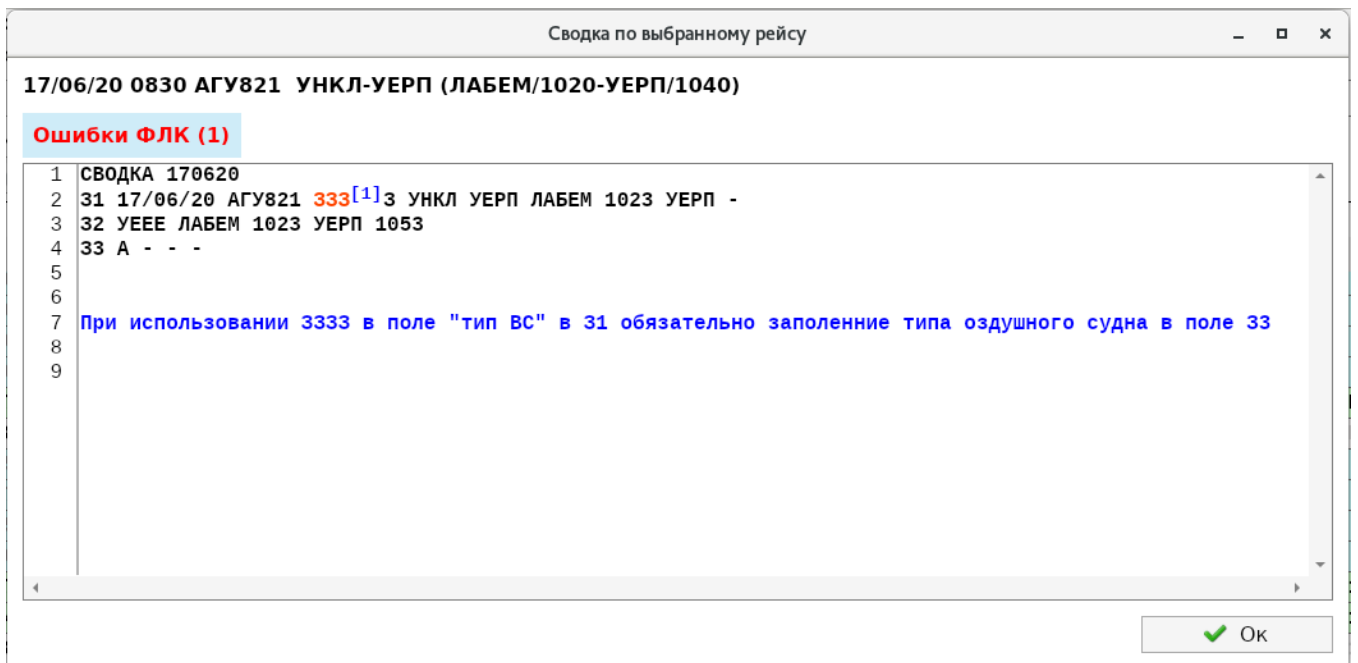 Сводка по выбранному рейсу
17/06/20 0830 АГУ821 УНКЛ-УЕРП (ЛАБЕМ/1020-УЕРП/1040)
Ошибки ФЛК (1)
1 СВОДКА 170620
2 31 17/06/20 АГУ821 333[1]3 УНКЛ УЕРП ЛАБЕМ 1023 УЕРП -
3 32 УЕЕЕ ЛАБЕМ 1023 УЕРП 1053
4 33 А - - -
5
6
7 При использовании 3333 в поле "тип ВС" в 31 обязательно заполенние типа оздушного судна в поле 33
8
9
Ок